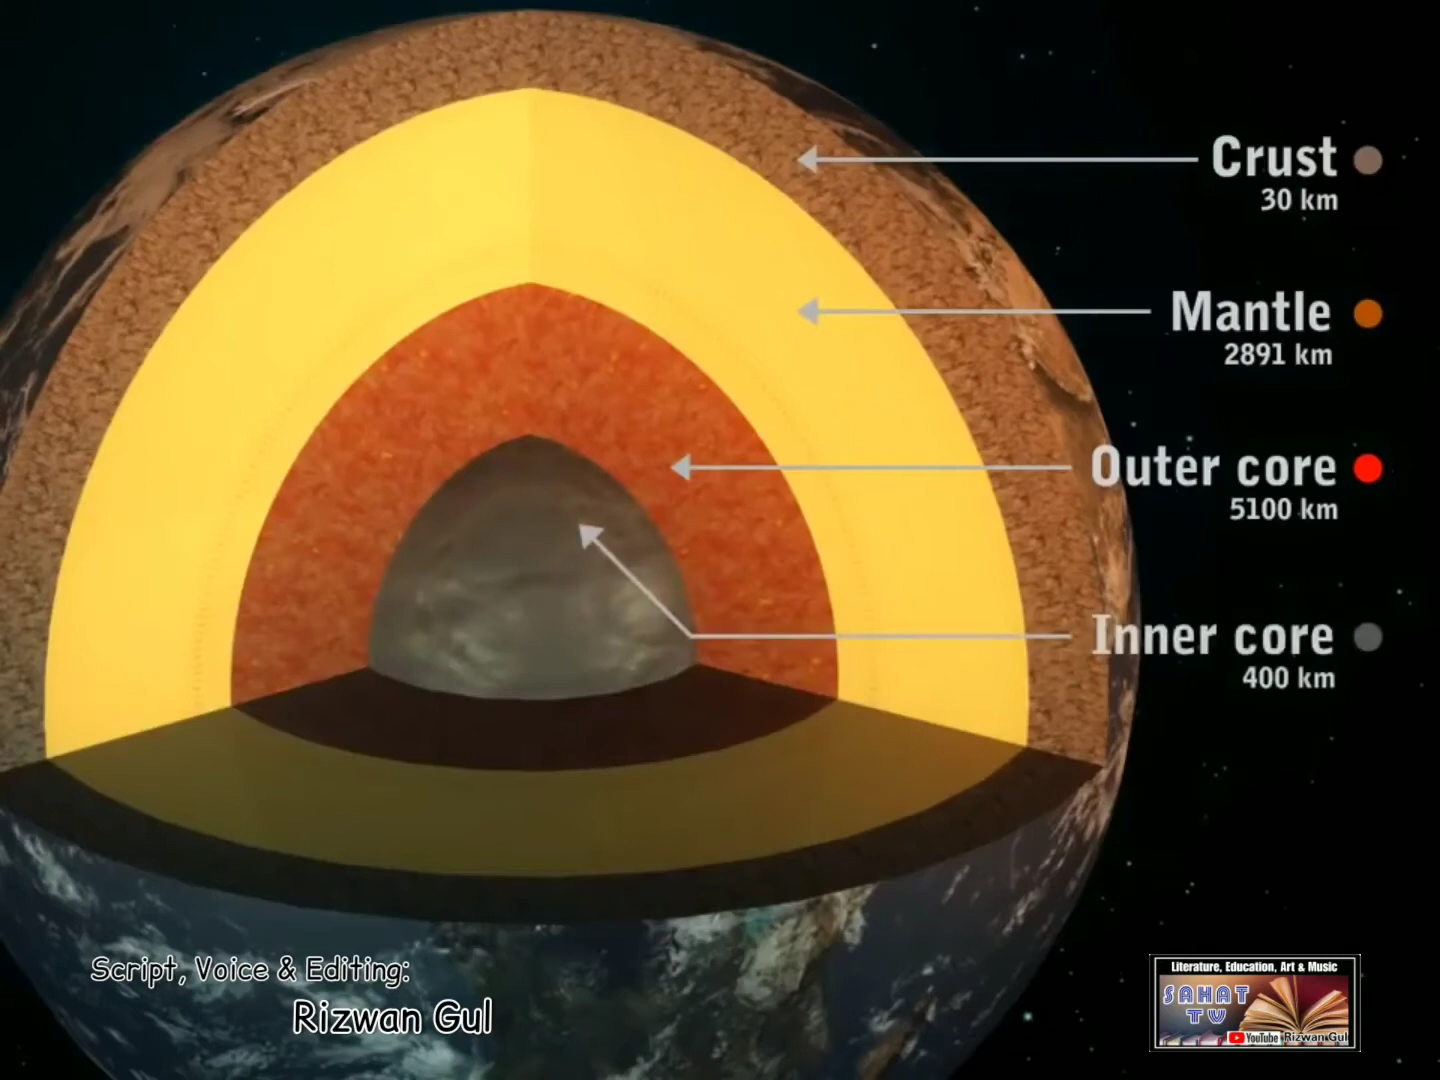 Crust
30 km
Mantle
2891 km
Outer core
5100 km
Inner core
400 km
Script, Voice & Editing:
Rizwan Gul
Literature, Education, Art & Music
SAHAT
TV
YouTube Rizwan Gul